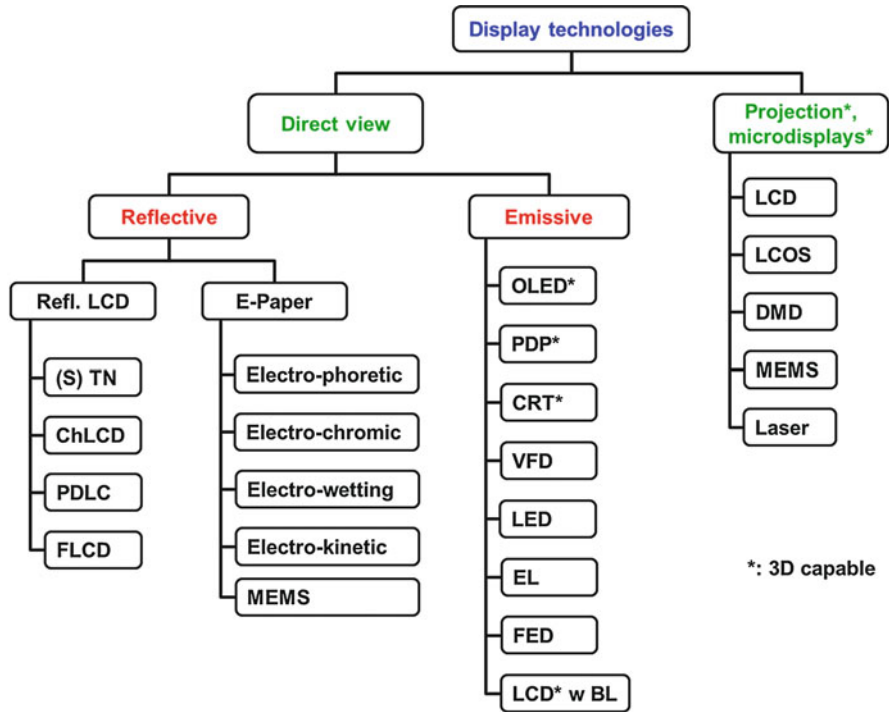 Display technologies
Direct view
Projection*,
microdisplays*
Reflective
Emissive
Refl. LCD
E-Paper
(S) TN
ChLCD
PDLC
FLCD
Electro-phoretic
Electro-chromic
Electro-wetting
Electro-kinetic
MEMS
OLED*
PDP*
CRT*
VFD
LED
EL
FED
LCD* w BL
LCD
LCOS
DMD
MEMS
Laser
*: 3D capable